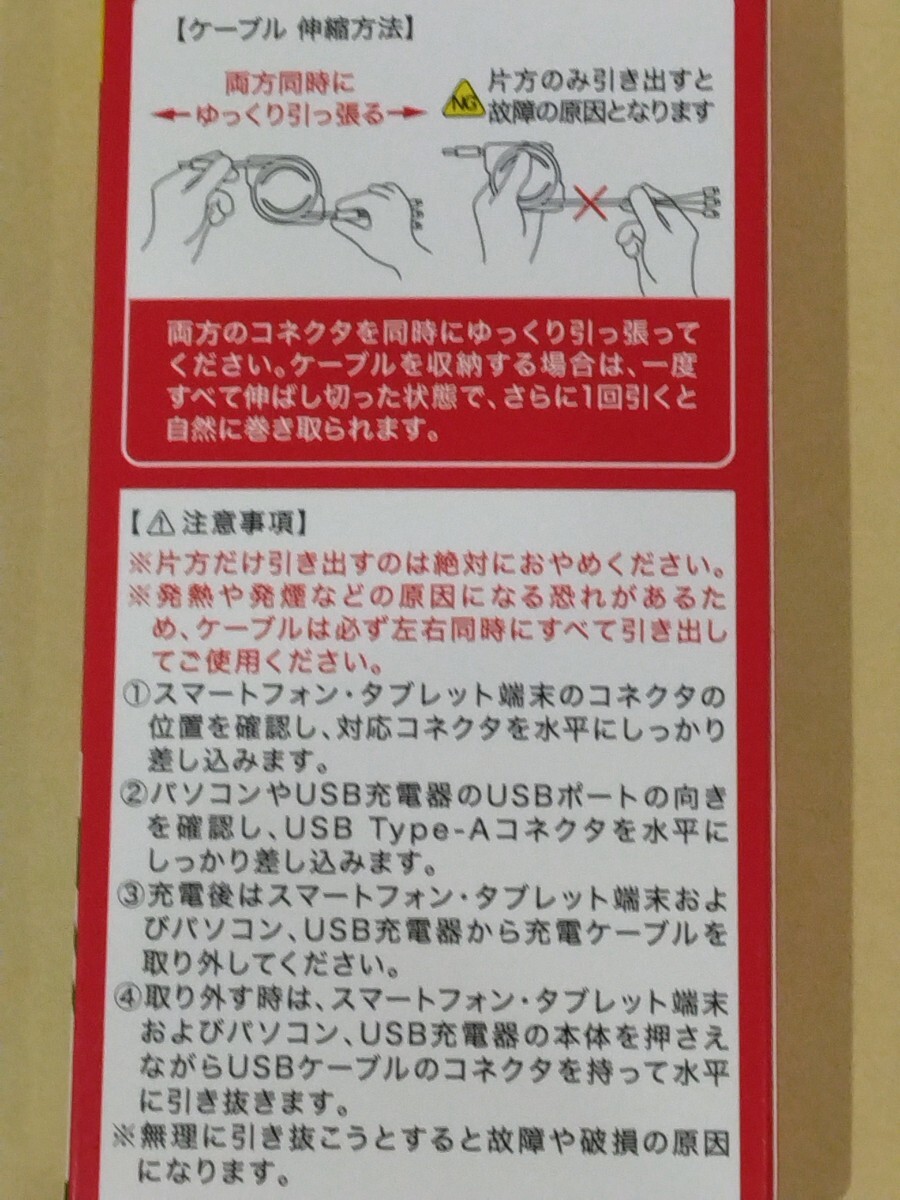 【ケーブル 伸縮方法】
両方同時に
ゆっくり引っ張る
NG
片方のみ引き出すと
故障の原因となります
両方のコネクタを同時にゆっくり引っ張って
ください。ケーブルを収納する場合は、一度
すべて伸ばし切った状態で、さらに1回引くと
自然に巻き取られます。
【⚠注意事項】
※片方だけ引き出すのは絶対におやめください。
※発熱や発煙などの原因になる恐れがあるた
め、ケーブルは必ず左右同時にすべて引き出し
てご使用ください。
①スマートフォン・タブレット端末のコネクタの
位置を確認し、対応コネクタを水平にしっかり
差し込みます。
②パソコンやUSB充電器のUSBポートの向き
を確認し、USB Type-Aコネクタを水平に
しっかり差し込みます。
③充電後はスマートフォン・タブレット端末およ
びパソコン、USB充電器から充電ケーブルを
取り外してください。
④取り外す時は、スマートフォン・タブレット端末
およびパソコン、USB充電器の本体を押さえ
ながらUSBケーブルのコネクタを持って水平
に引き抜きます。
※無理に引き抜こうとすると故障や破損の原因
になります。